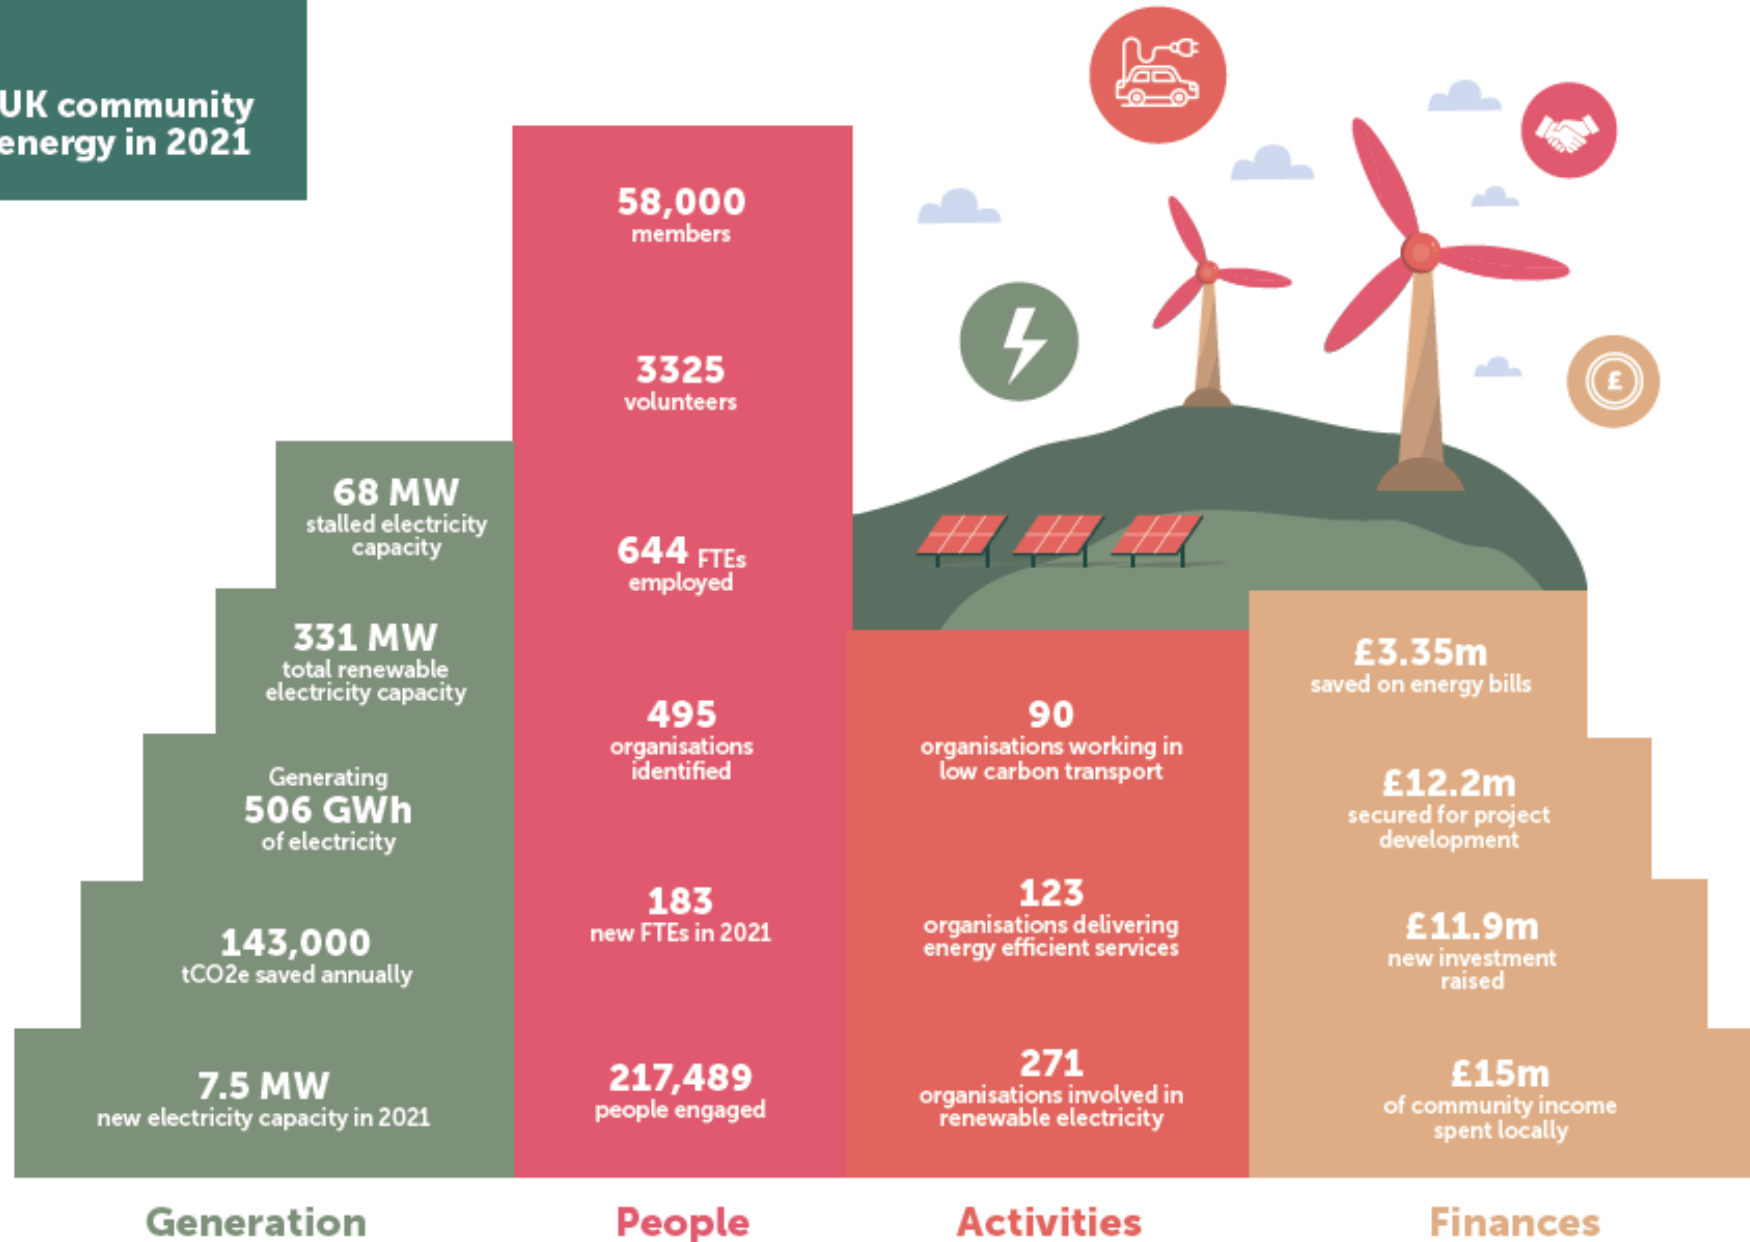 UK community
energy in 2021
68 MW
stalled electricity
capacity
331 MW
total renewable
electricity capacity
Generating
506 GWh
of electricity
143,000
tCO2e saved annually
7.5 MW
new electricity capacity in 2021
Generation
58,000
members
3325
volunteers
644 FTEs
employed
495
organisations
identified
183
new FTEs in 2021
217,489
people engaged
People
90
organisations working in
low carbon transport
123
organisations delivering
energy efficient services
271
organisations involved in
renewable electricity
Activities
£
£3.35m
saved on energy bills
£12.2m
secured for project
development
£11.9m
new investment
raised
£15m
of community income
spent locally
Finances